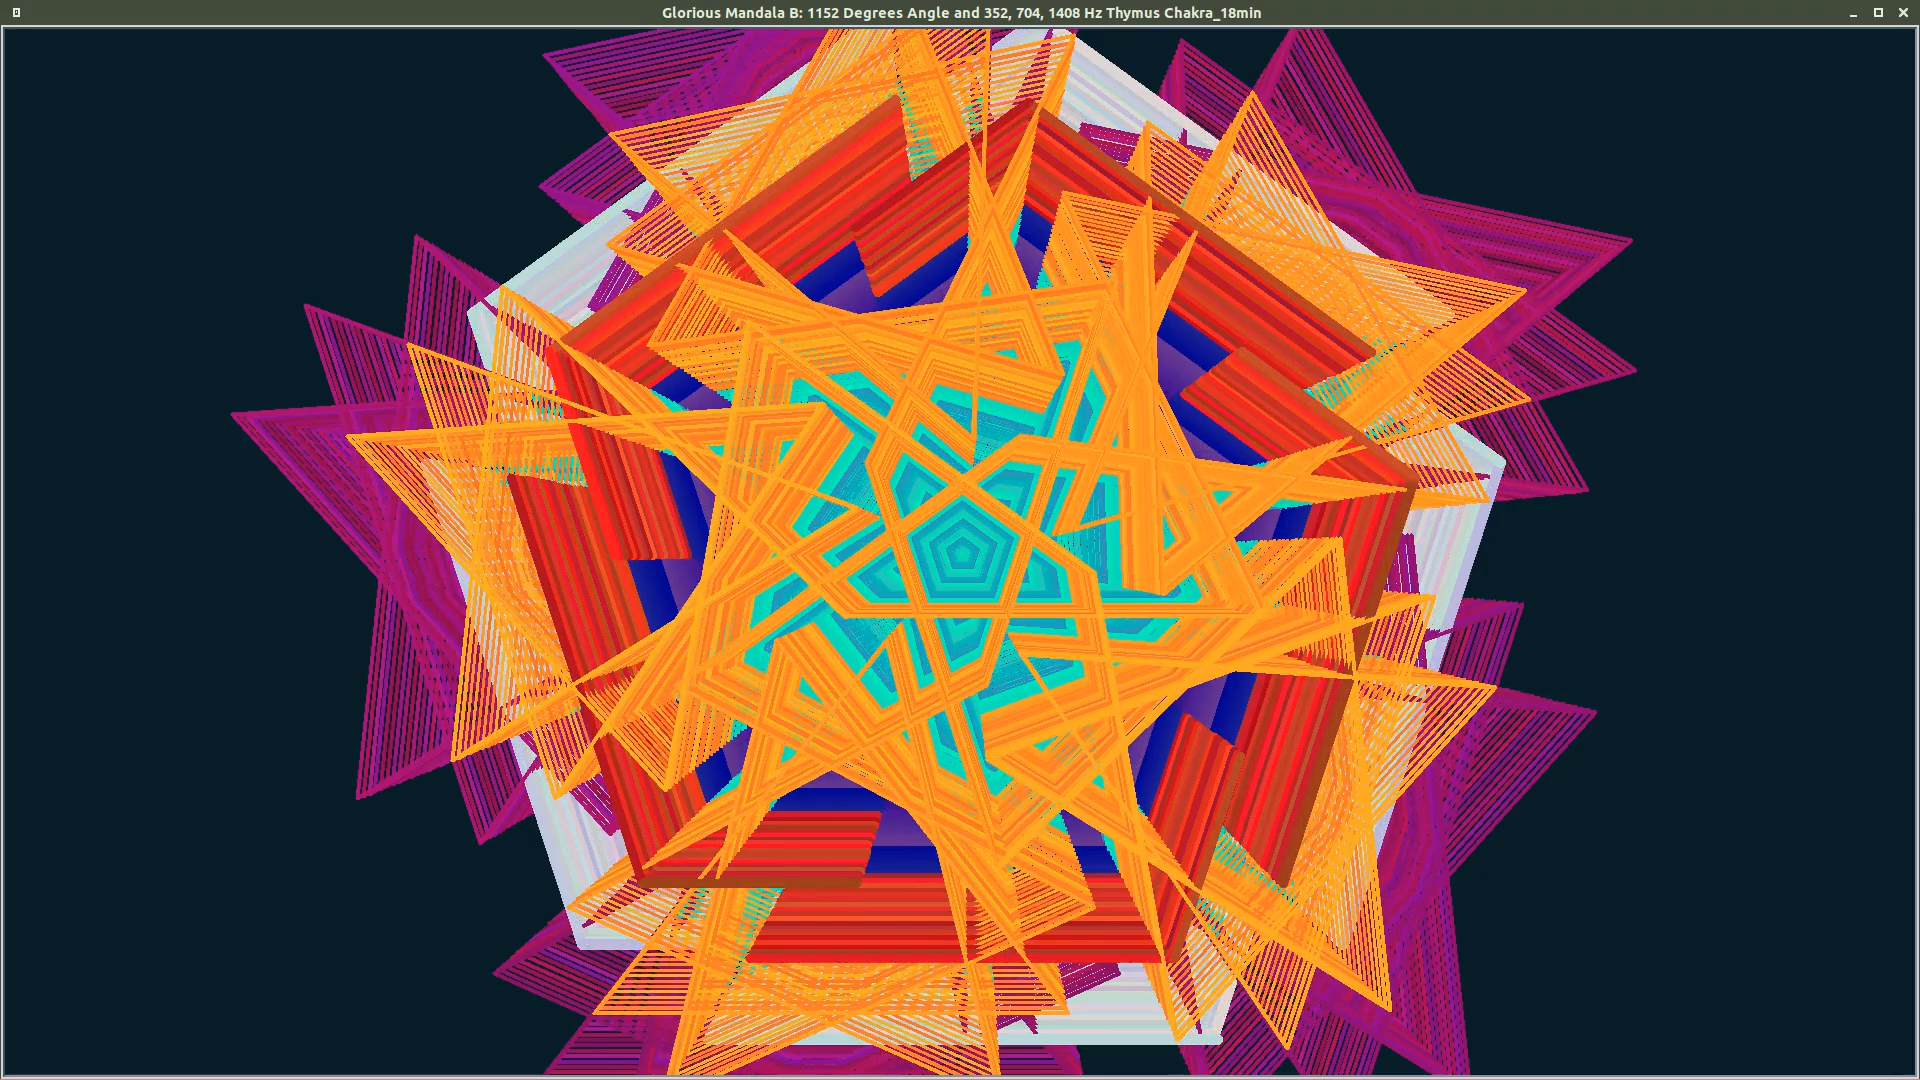 Glorious Mandala B: 1152 Degrees Angle and 352, 704, 1408 Hz Thymus Chakra_18min